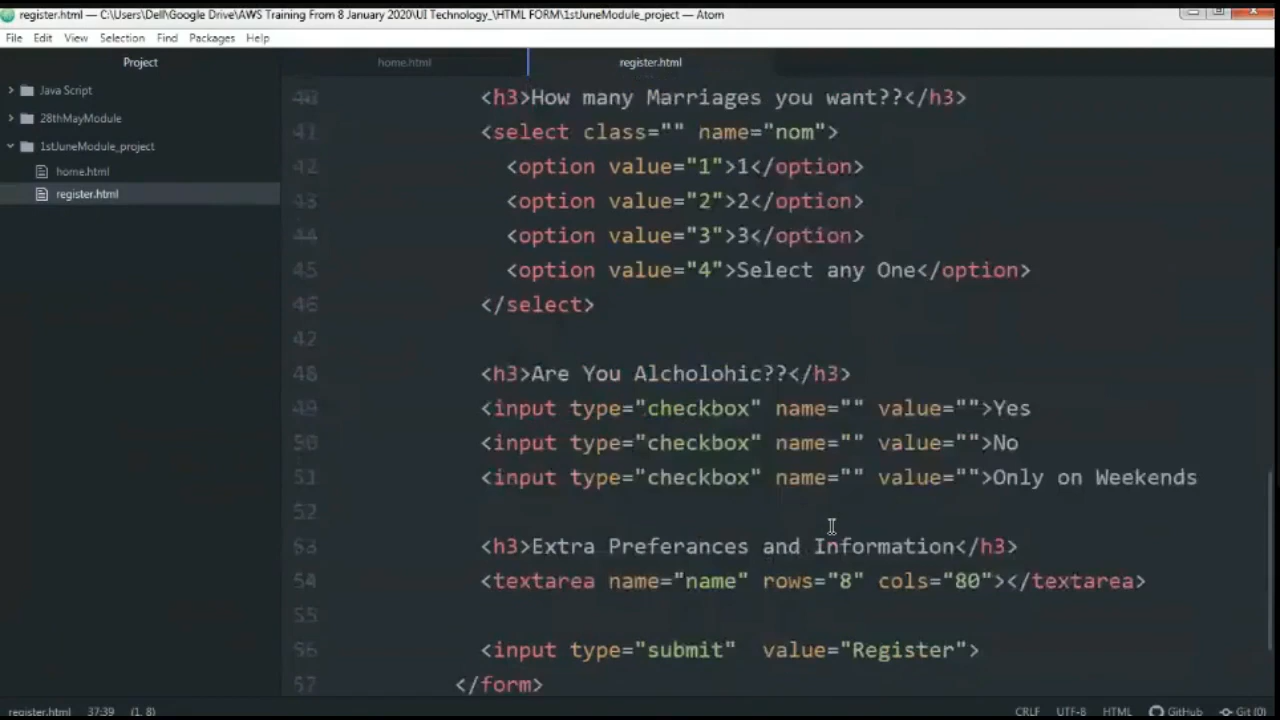 register.html — C:\Users\Dell\Google Drive\AWS Training From 8 January 2020\UI Technology_\HTML FORM\1stJuneModule_project — Atom
File Edit View Selection Find Packages Help
Project home.html register.html
Java Script
28thMayModule
1stJuneModule_project
home.html
register.html
40 <h3>How many Marriages you want??</h3>
41 <select class="" name="nom">
42 <option value="1">1</option>
43 <option value="2">2</option>
44 <option value="3">3</option>
45 <option value="4">Select any One</option>
46 </select>
42
48 <h3>Are You Alcholohic??</h3>
49 <input type="checkbox" name="" value="">Yes
50 <input type="checkbox" name="" value="">No
51 <input type="checkbox" name="" value="">Only on Weekends
52
53 <h3>Extra Preferances and Information</h3>
54 <textarea name="name" rows="8" cols="80"></textarea>
55
56 <input type="submit"  value="Register">
57 </form>
register.html 37:39 (1, 8) CRLF UTF-8 HTML GitHub Git (0)